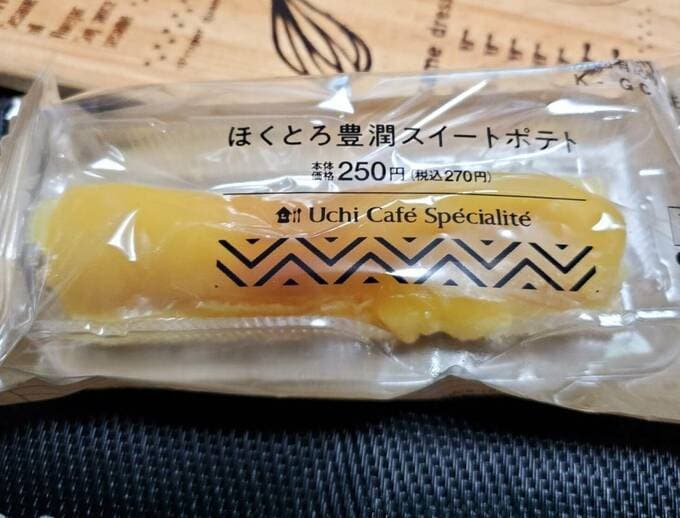 ほくとろ豊潤スイートポテト
本体価格250円(税込270円)
Uchi Café Spécialité